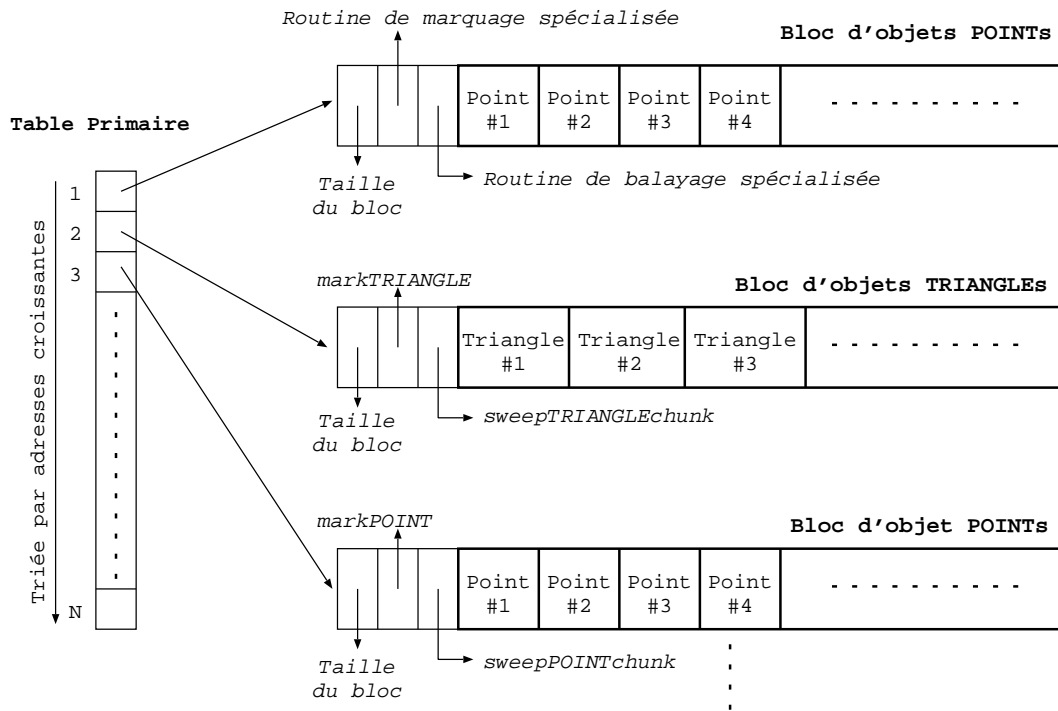 Routine de marquage spécialisée
Bloc d'objets POINTs
Point #1
Point #2
Point #3
Point #4
Table Primaire
Taille du bloc
Routine de balayage spécialisée
Triée par adresses croissantes
1
2
3
N
markTRIANGLE
Bloc d'objets TRIANGLEs
Triangle #1
Triangle #2
Triangle #3
Taille du bloc
sweepTRIANGLEchunk
markPOINT
Bloc d'objet POINTs
Point #1
Point #2
Point #3
Point #4
Taille du bloc
sweepPOINTchunk